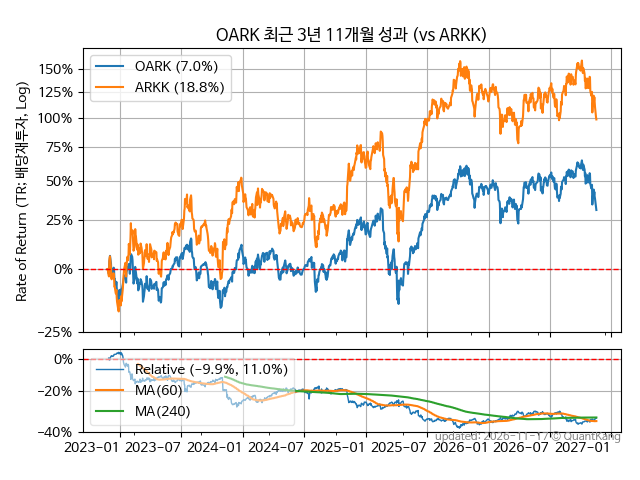 OARK 최근 3년 11개월 성과 (vs ARKK)
Rate of Return (TR: 배당재투자, Log)
150%
125%
100%
75%
50%
25%
0%
−25%
OARK (7.0%)
ARKK (18.8%)
0%
−20%
−40%
Relative (−9.9%, 11.0%)
MA(60)
MA(240)
2023−01 2023−07 2024−01 2024−07 2025−01 2025−07 2026−01 2026−07 2027−01
updated: 2026−11−17 © QuantKang